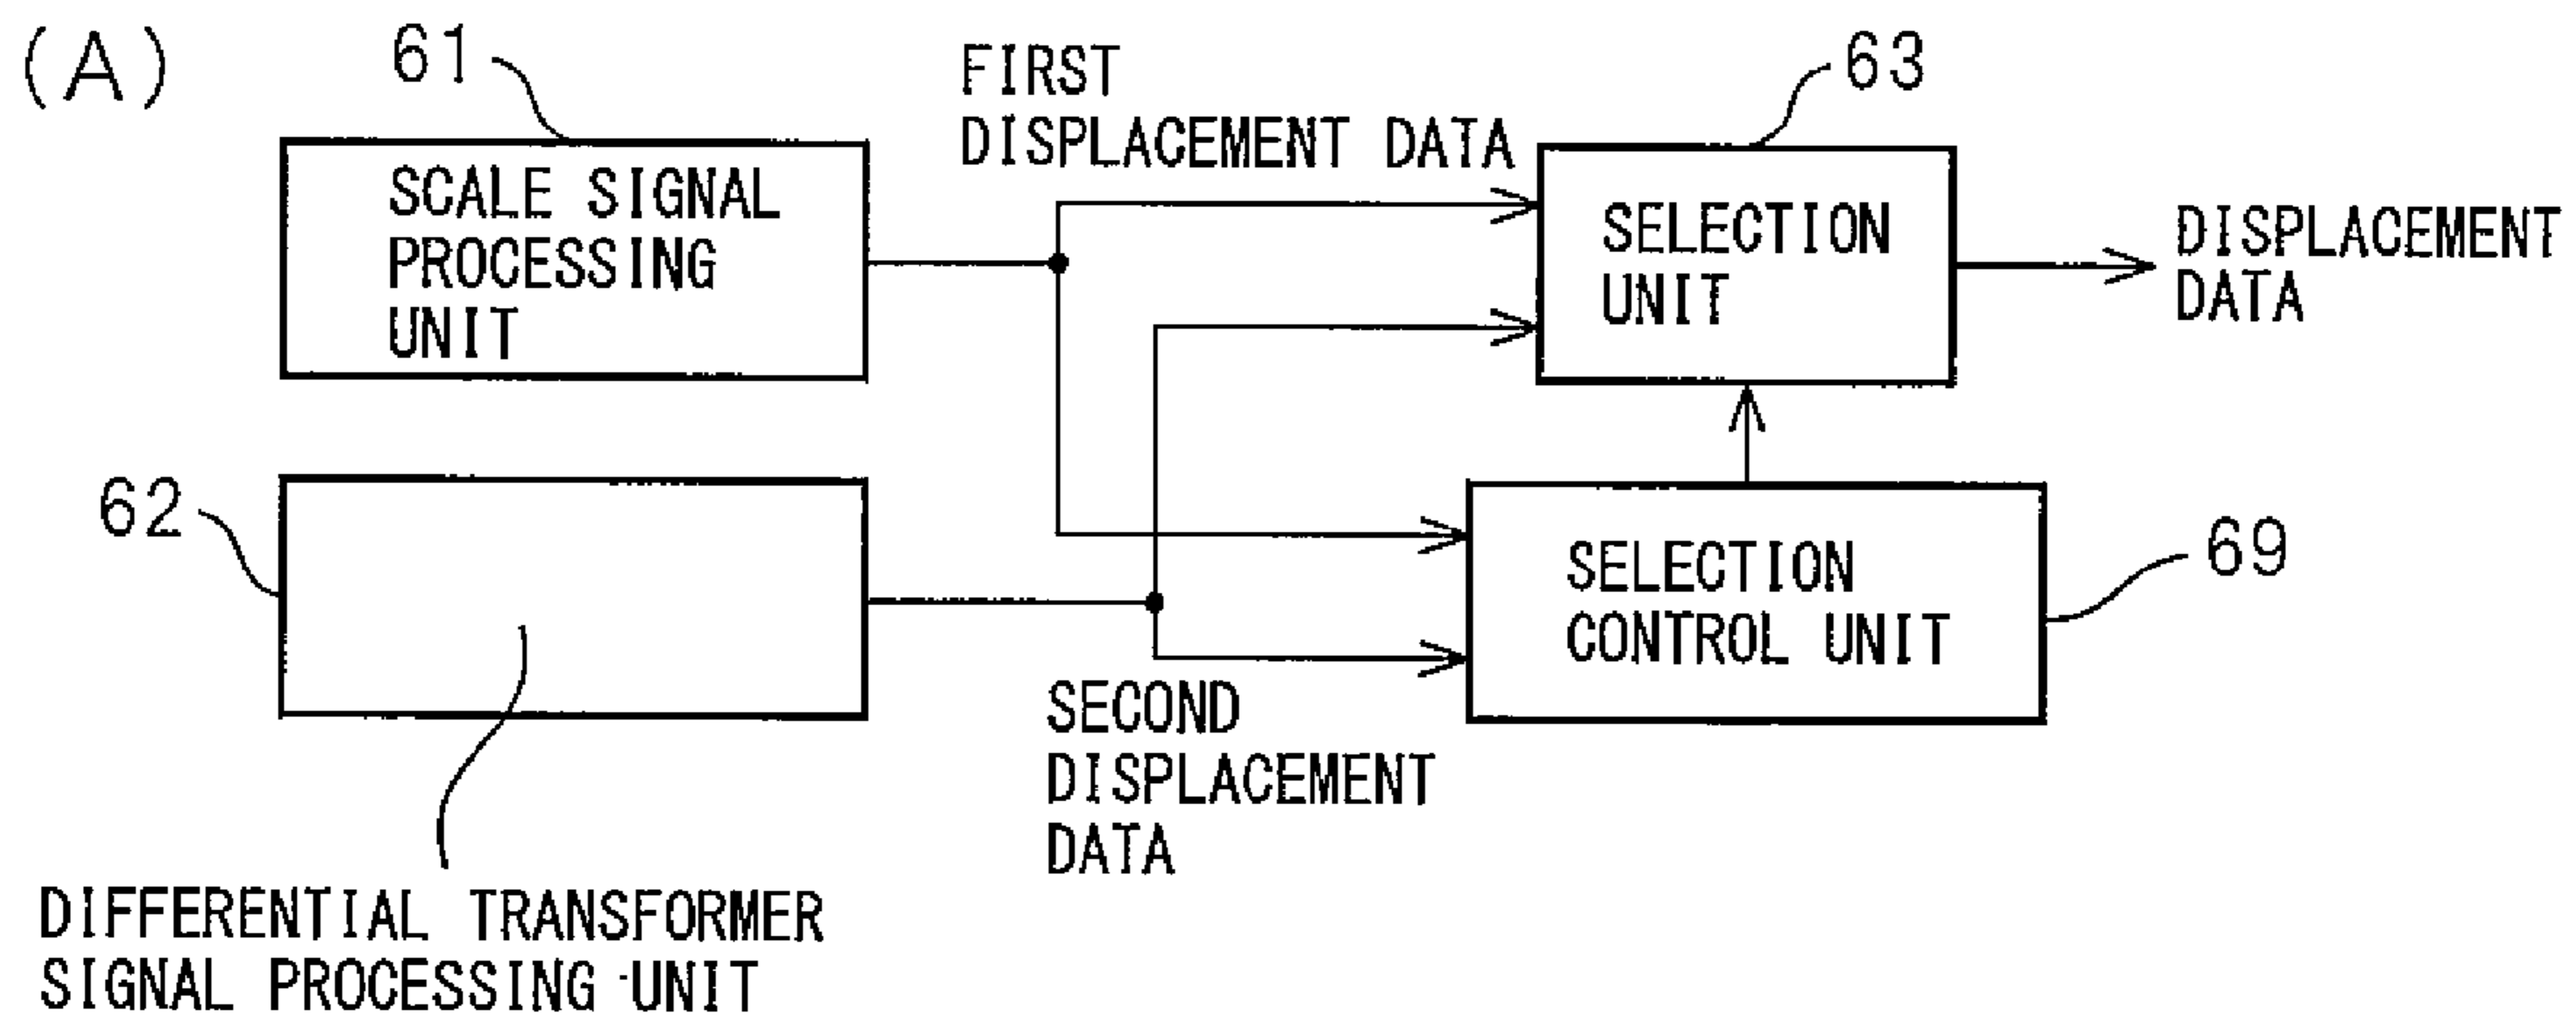 (A)
61
FIRST
DISPLACEMENT DATA
63
SCALE SIGNAL
PROCESSING
UNIT
SELECTION
UNIT
DISPLACEMENT
DATA
62
SELECTION
CONTROL UNIT
69
SECOND
DISPLACEMENT
DATA
DIFFERENTIAL TRANSFORMER
SIGNAL PROCESSING UNIT